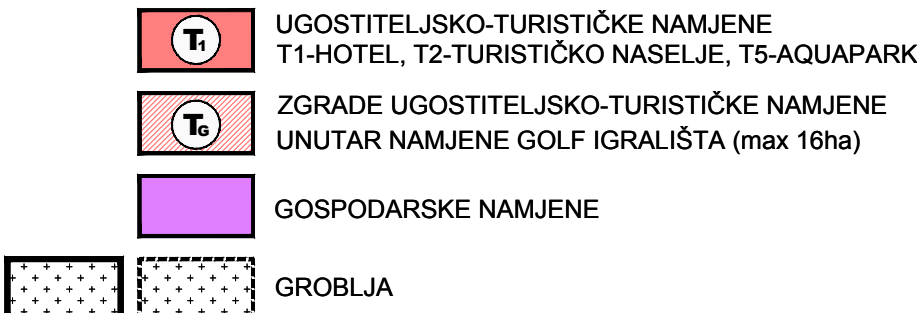 T1 UGOSTITELJSKO-TURISTIČKE NAMJENE
T1-HOTEL, T2-TURISTIČKO NASELJE, T5-AQUAPARK
TG ZGRADE UGOSTITELJSKO-TURISTIČKE NAMJENE
UNUTAR NAMJENE GOLF IGRALIŠTA (max 16ha)
GOSPODARSKE NAMJENE
GROBLJA